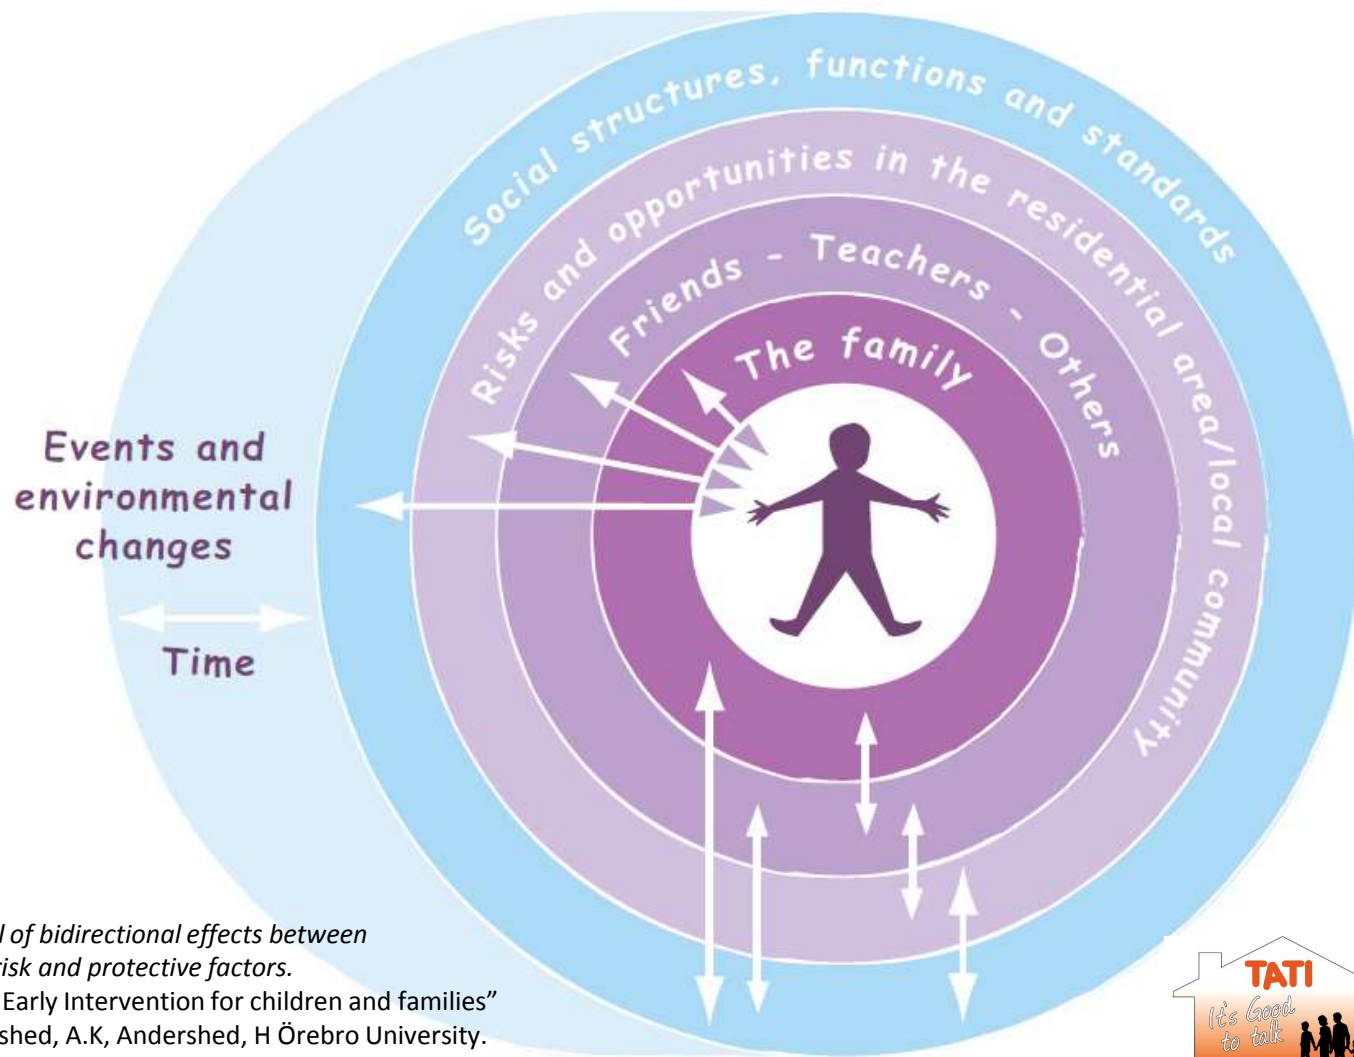 Social structures, functions and standards
Risks and opportunities in the residential area/local community
Friends - Teachers - Others
The family
Events and
environmental
changes
Time
of bidirectional effects between
risk and protective factors.
Early Intervention for children and families”
A.K, Andershed, H Örebro University.
TATI
It's Good
to talk